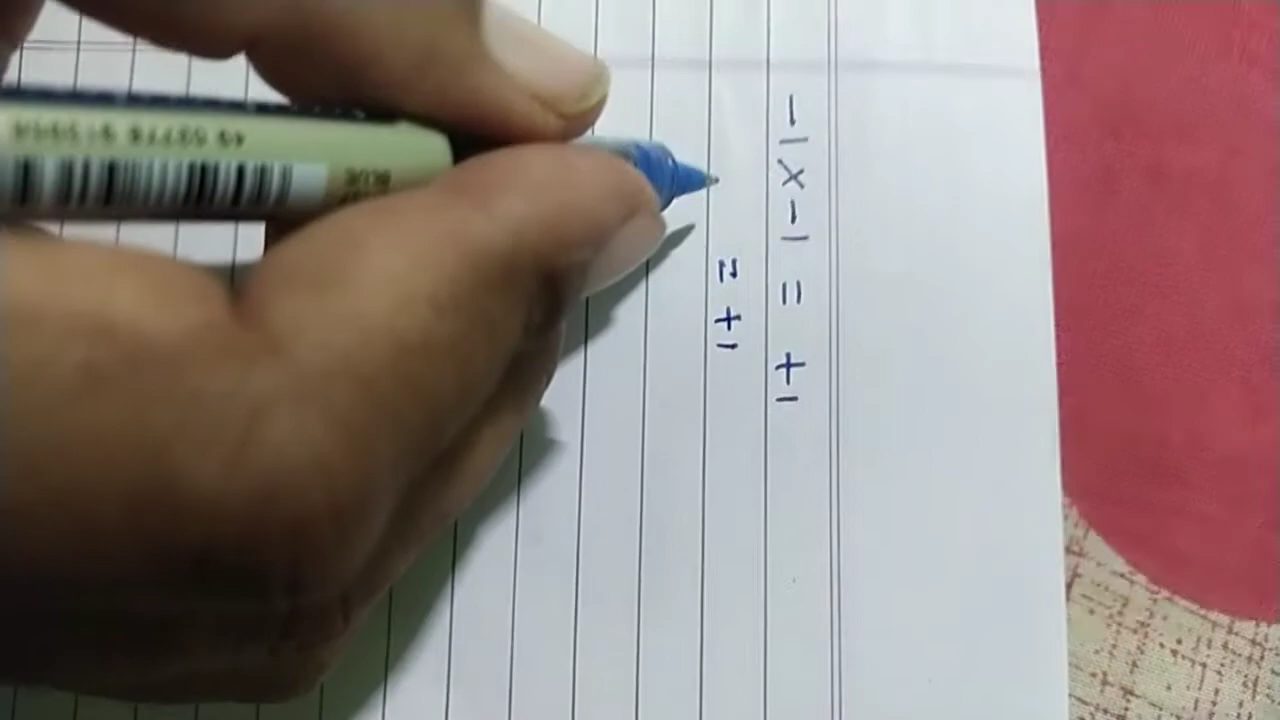 -1 x -1 = +1
= +1